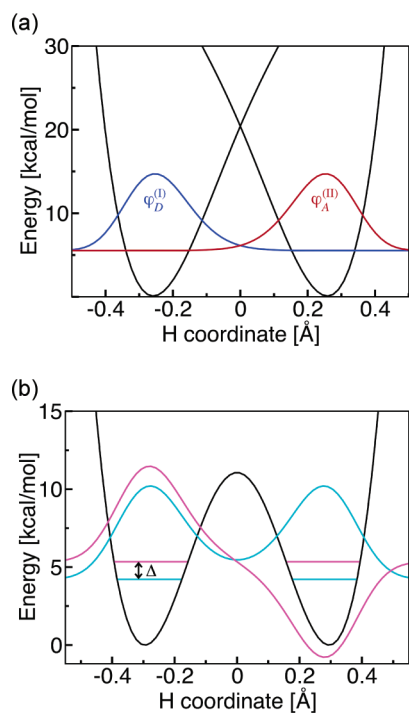 (a)
30
20
10
Energy [kcal/mol]
φ_D^(I)
φ_A^(II)
-0.4 -0.2 0 0.2 0.4
H coordinate [Å]
(b)
15
10
5
0
Energy [kcal/mol]
Δ
-0.4 -0.2 0 0.2 0.4
H coordinate [Å]